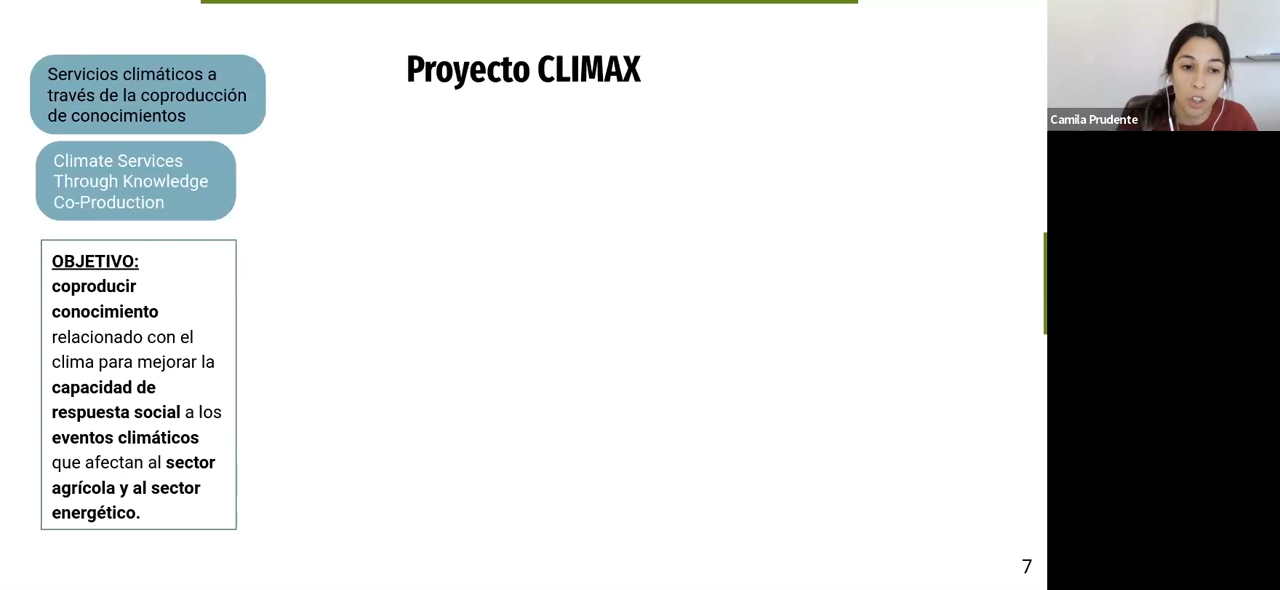 Proyecto CLIMAX
Servicios climáticos a
través de la coproducción
de conocimientos
Climate Services
Through Knowledge
Co-Production
OBJETIVO:
coproducir
conocimiento
relacionado con el
clima para mejorar la
capacidad de
respuesta social a los
eventos climáticos
que afectan al sector
agrícola y al sector
energético.
Camila Prudente
7